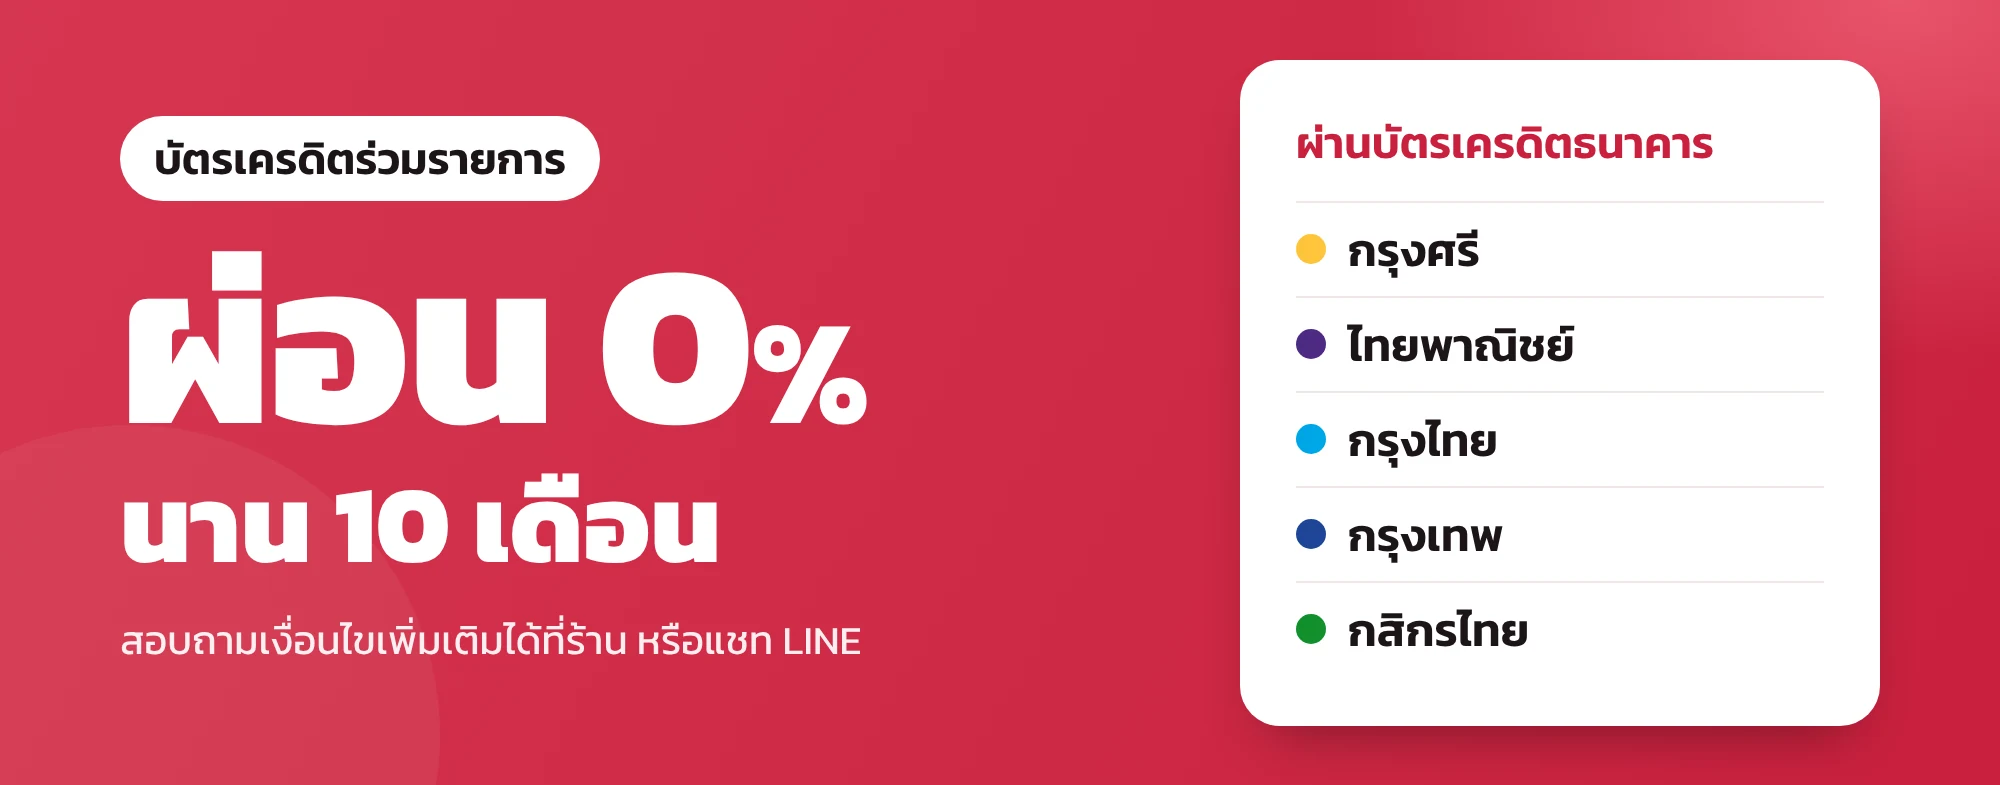 บัตรเครดิตร่วมรายการ
ผ่อน 0%
นาน 10 เดือน
สอบถามเงื่อนไขเพิ่มเติมได้ที่ร้าน หรือแชท LINE
ผ่านบัตรเครดิตธนาคาร
กรุงศรี
ไทยพาณิชย์
กรุงไทย
กรุงเทพ
กสิกรไทย